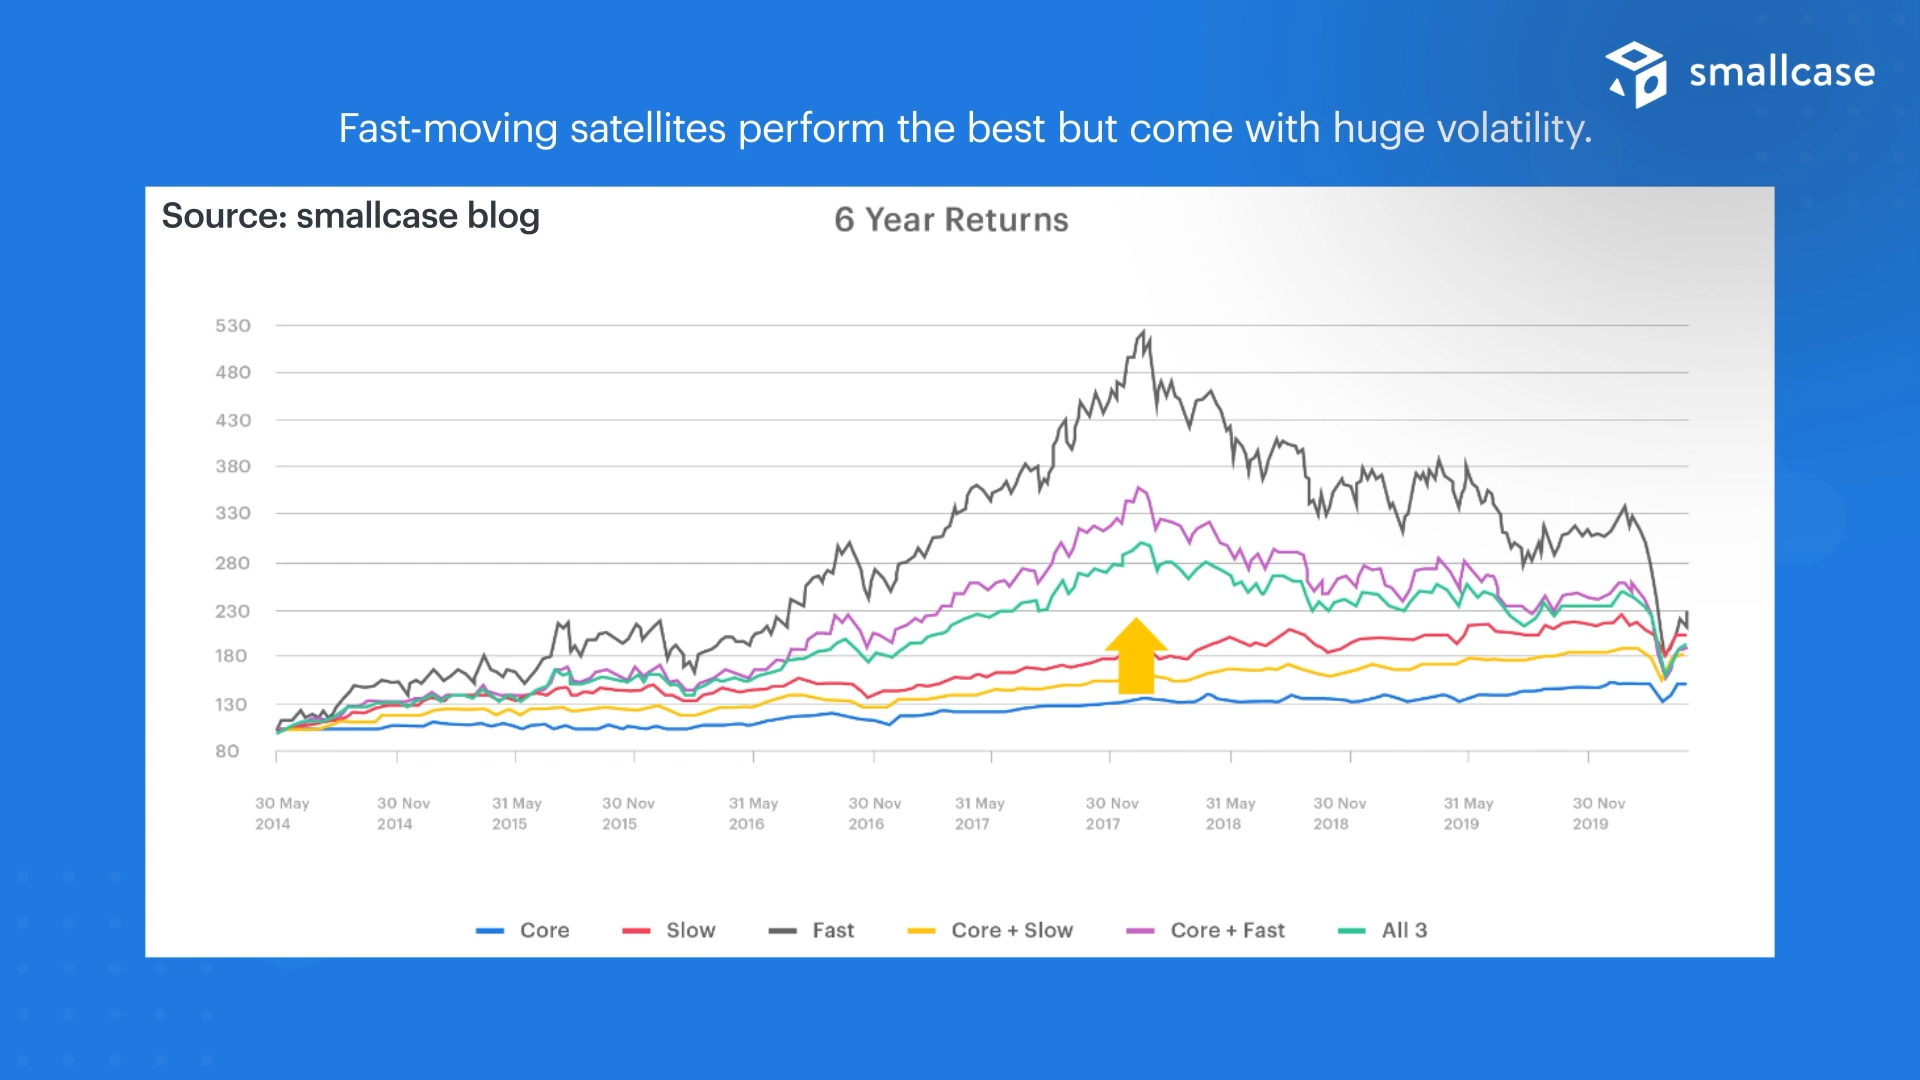 smallcase
Fast-moving satellites perform the best but come with huge volatility.
Source: smallcase blog
6 Year Returns
530
480
430
380
330
280
230
180
130
80
30 May 2014
30 Nov 2014
31 May 2015
30 Nov 2015
31 May 2016
30 Nov 2016
31 May 2017
30 Nov 2017
31 May 2018
30 Nov 2018
31 May 2019
30 Nov 2019
Core Slow Fast Core + Slow Core + Fast All 3